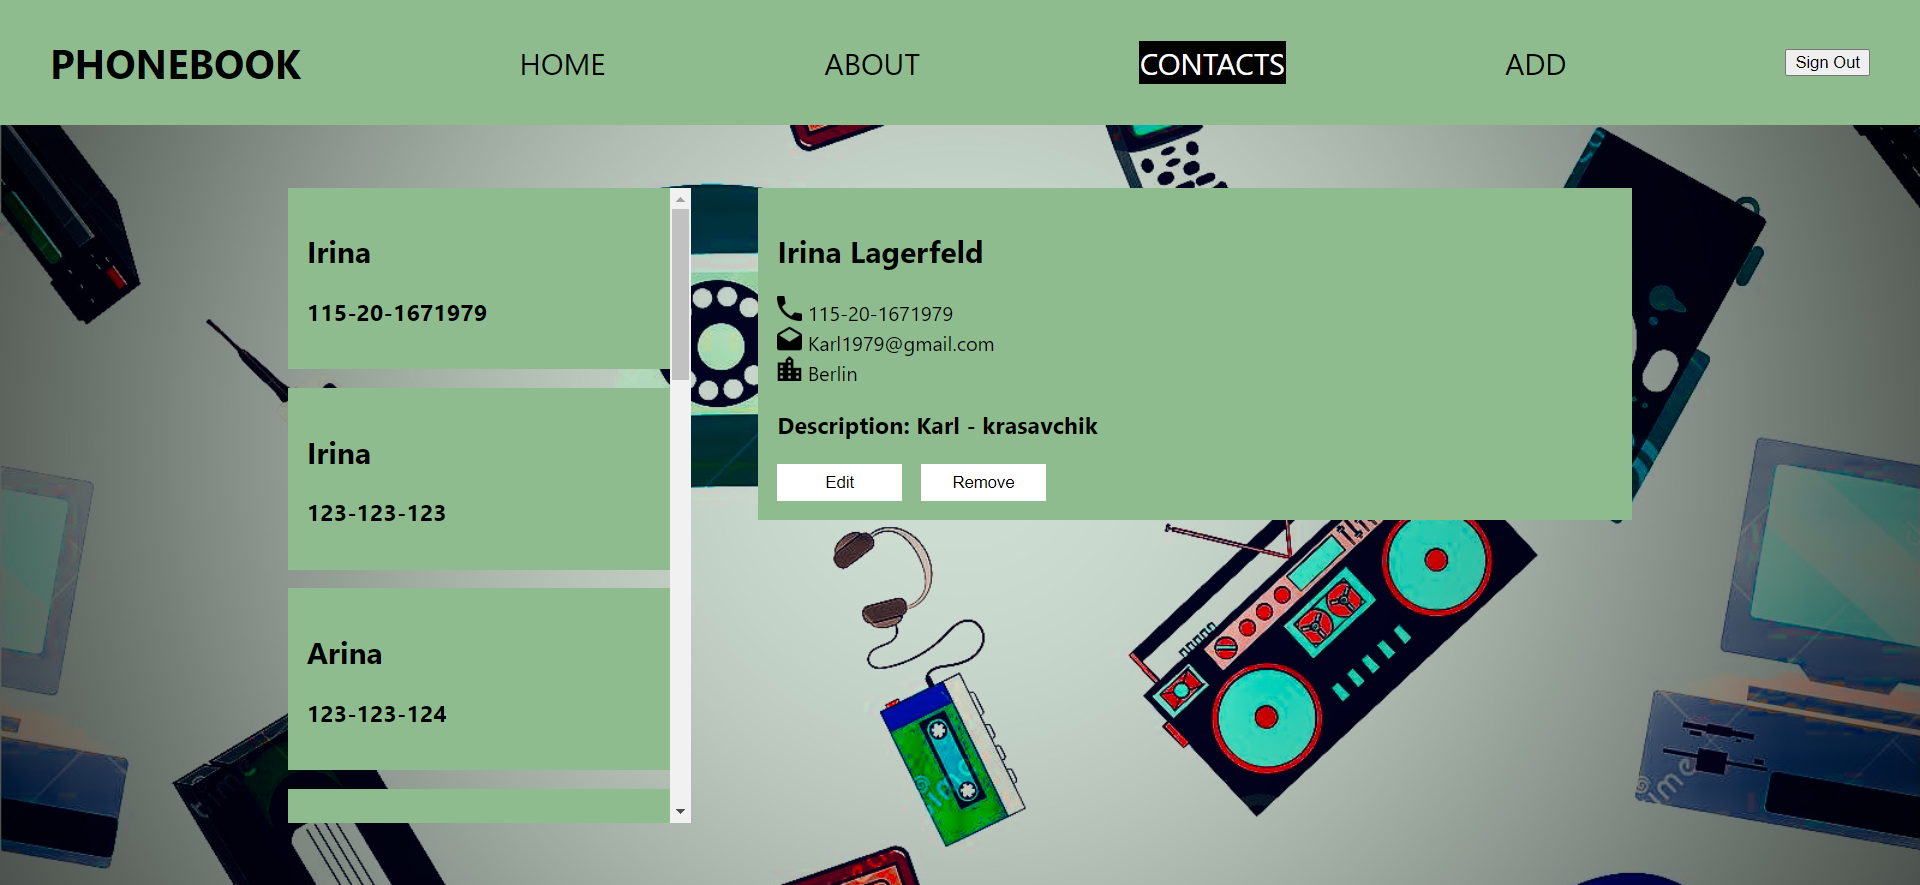 PHONEBOOK
HOME
ABOUT
CONTACTS
ADD
Sign Out
Irina
115-20-1671979
Irina
123-123-123
Arina
123-123-124
Irina Lagerfeld
115-20-1671979
Karl1979@gmail.com
Berlin
Description: Karl - krasavchik
Edit
Remove